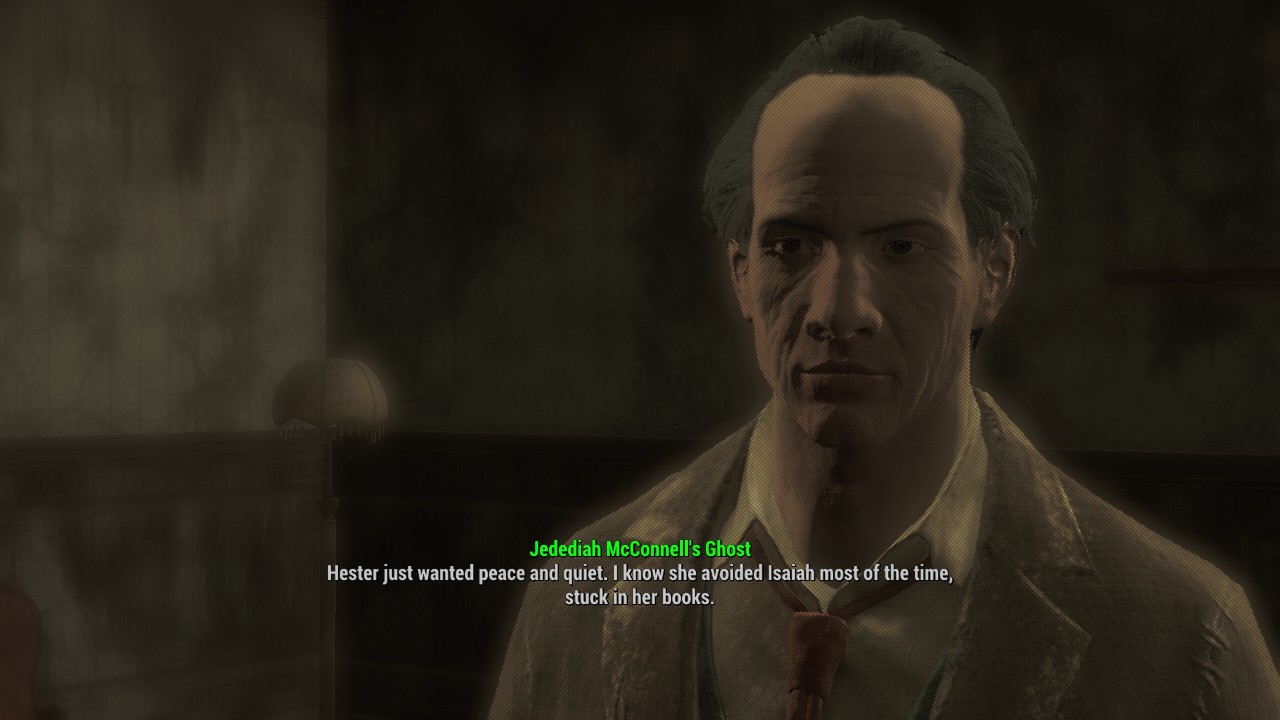 Jedediah McConnell's Ghost
Hester just wanted peace and quiet. I know she avoided Isaiah most of the time,
stuck in her books.